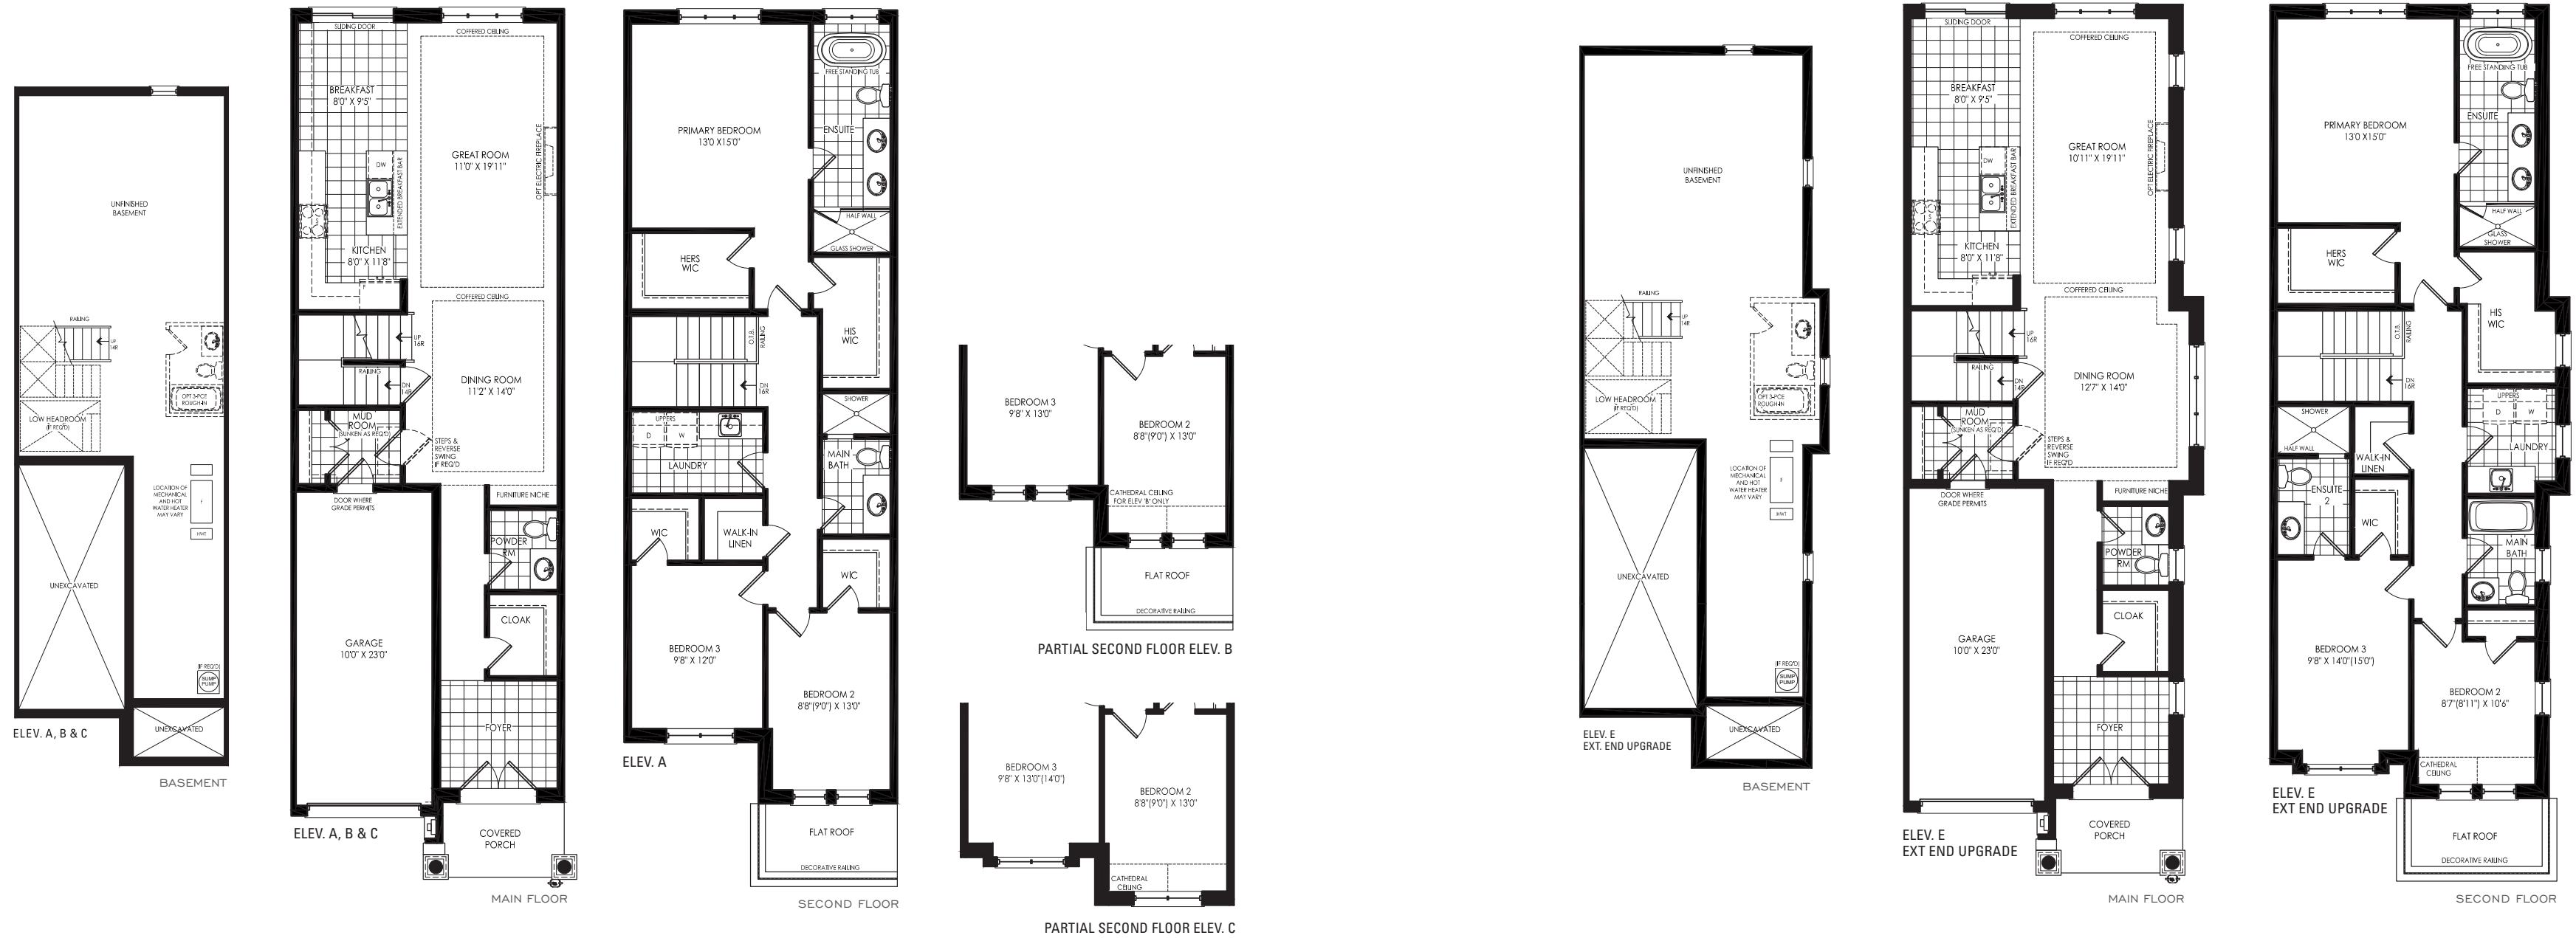 UNFINISHED
BASEMENT
RAILING
UP
14R
LOW HEADROOM
(IF REQ'D)
OPT 3-PCE
ROUGH-IN
LOCATION OF
MECHANICAL
AND HOT
WATER HEATER
MAY VARY
F
HWT
UNEXCAVATED
(IF REQ'D)
SUMP
PUMP
UNEXCAVATED
ELEV. A, B & C
BASEMENT
SLIDING DOOR
COFFERED CEILING
BREAKFAST
8'0" X 9'5"
GREAT ROOM
11'0" X 19'11"
OPT ELECTRIC FIREPLACE
DW
EXTENDED BREAKFAST BAR
KITCHEN
8'0" X 11'8"
F
COFFERED CEILING
UP
16R
RAILING
DN
14R
DINING ROOM
11'2" X 14'0"
MUD
ROOM
(SUNKEN AS REQ'D)
STEPS &
REVERSE
SWING
IF REQ'D
DOOR WHERE
GRADE PERMITS
FURNITURE NICHE
POWDER
RM
CLOAK
GARAGE
10'0" X 23'0"
FOYER
COVERED
PORCH
ELEV. A, B & C
MAIN FLOOR
PRIMARY BEDROOM
13'0 X15'0"
FREE STANDING TUB
ENSUITE
HALF WALL
GLASS SHOWER
HERS
WIC
HIS
WIC
O.T.B.
RAILING
DN
16R
SHOWER
UPPERS
D
W
LAUNDRY
MAIN
BATH
WIC
WALK-IN
LINEN
WIC
BEDROOM 3
9'8" X 12'0"
BEDROOM 2
8'8"(9'0") X 13'0"
ELEV. A
FLAT ROOF
DECORATIVE RAILING
SECOND FLOOR
BEDROOM 3
9'8" X 13'0"
BEDROOM 2
8'8"(9'0") X 13'0"
CATHEDRAL CEILING
FOR ELEV 'B' ONLY
FLAT ROOF
DECORATIVE RAILING
PARTIAL SECOND FLOOR ELEV. B
BEDROOM 3
9'8" X 13'0"(14'0")
BEDROOM 2
8'8"(9'0") X 13'0"
CATHEDRAL
CEILING
PARTIAL SECOND FLOOR ELEV. C
UNFINISHED
BASEMENT
RAILING
UP
14R
LOW HEADROOM
(IF REQ'D)
OPT 3-PCE
ROUGH-IN
LOCATION OF
MECHANICAL
AND HOT
WATER HEATER
MAY VARY
F
HWT
UNEXCAVATED
(IF REQ'D)
SUMP
PUMP
UNEXCAVATED
ELEV. E
EXT. END UPGRADE
BASEMENT
SLIDING DOOR
COFFERED CEILING
BREAKFAST
8'0" X 9'5"
GREAT ROOM
10'11" X 19'11"
OPT ELECTRIC FIREPLACE
DW
EXTENDED BREAKFAST BAR
KITCHEN
8'0" X 11'8"
F
COFFERED CEILING
UP
16R
RAILING
DN
14R
DINING ROOM
12'7" X 14'0"
MUD
ROOM
(SUNKEN AS REQ'D)
STEPS &
REVERSE
SWING
IF REQ'D
DOOR WHERE
GRADE PERMITS
FURNITURE NICHE
POWDER
RM
CLOAK
GARAGE
10'0" X 23'0"
FOYER
COVERED
PORCH
ELEV. E
EXT END UPGRADE
MAIN FLOOR
PRIMARY BEDROOM
13'0 X15'0"
FREE STANDING TUB
ENSUITE
HALF WALL
GLASS
SHOWER
HERS
WIC
HIS
WIC
O.T.B.
RAILING
DN
16R
SHOWER
HALF WALL
UPPERS
D
W
WALK-IN
LINEN
LAUNDRY
ENSUITE
2
WIC
MAIN
BATH
BEDROOM 3
9'8" X 14'0"(15'0")
BEDROOM 2
8'7"(8'11") X 10'6"
CATHEDRAL
CEILING
ELEV. E
EXT END UPGRADE
FLAT ROOF
DECORATIVE RAILING
SECOND FLOOR